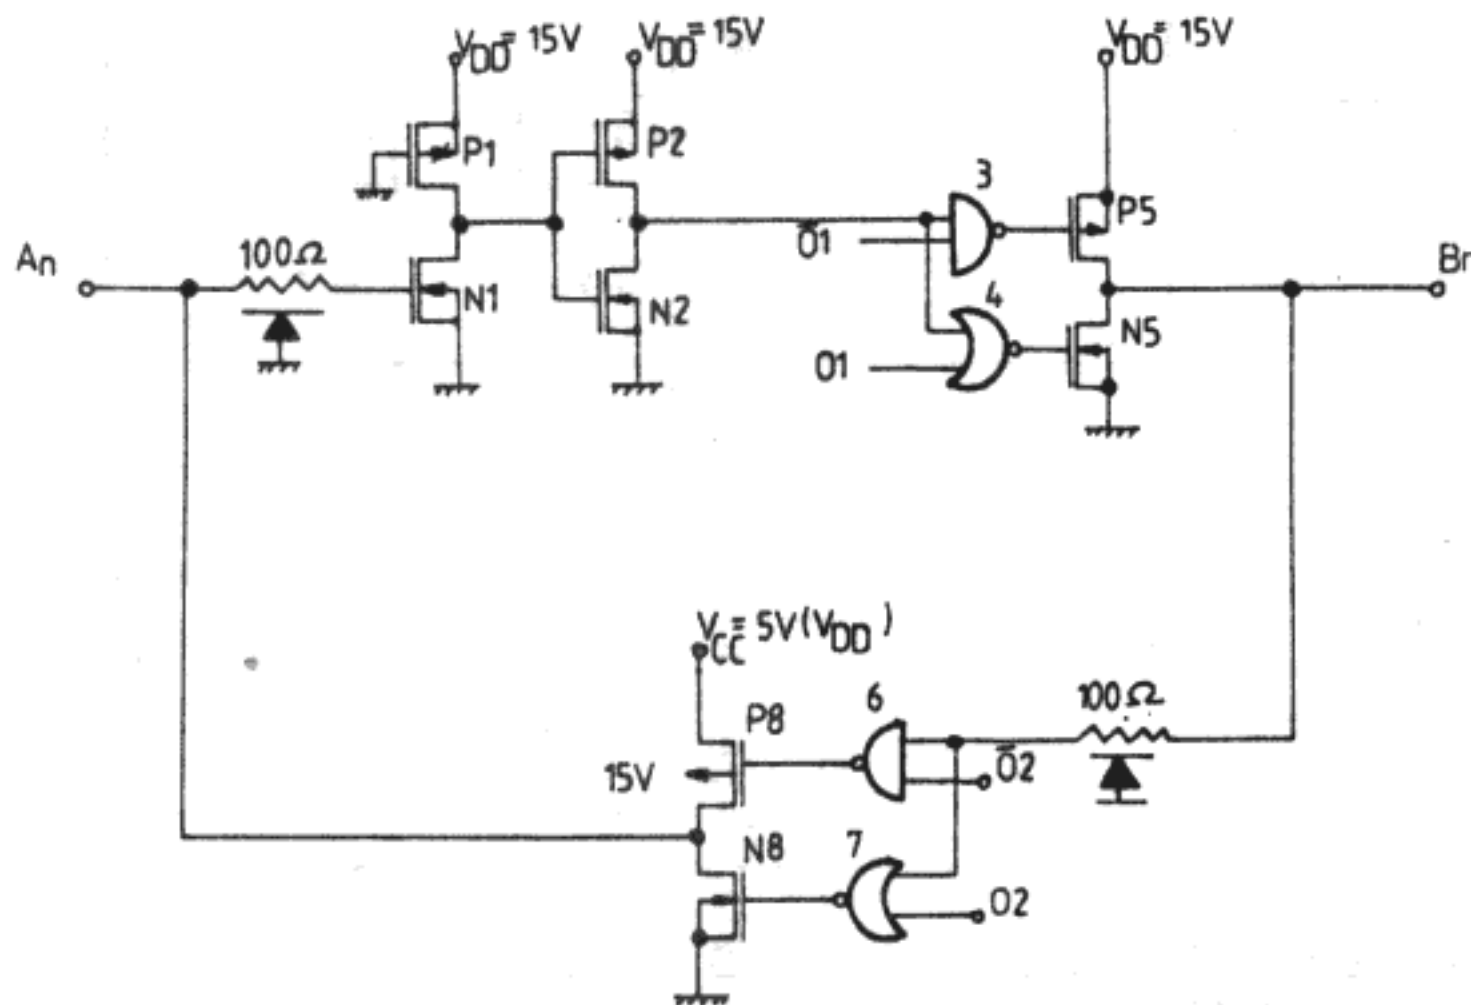 VDD = 15V
VDD = 15V
VDD = 15V
P1
P2
3
P5
Ō1
An
100Ω
Br
N1
N2
4
N5
O1
VCC = 5V (VDD)
P8
6
100Ω
15V
Ō2
N8
7
O2